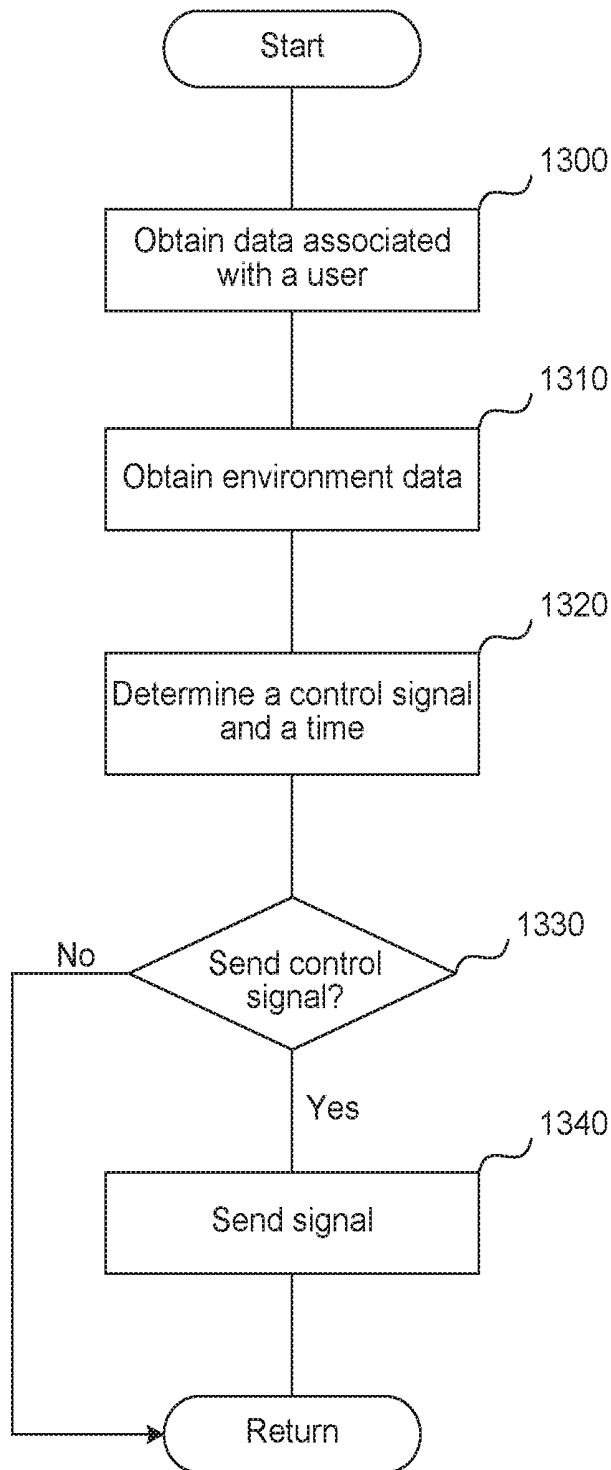 Start
1300
Obtain data associated
with a user
1310
Obtain environment data
1320
Determine a control signal
and a time
1330
No
Send control
signal?
Yes
1340
Send signal
Return